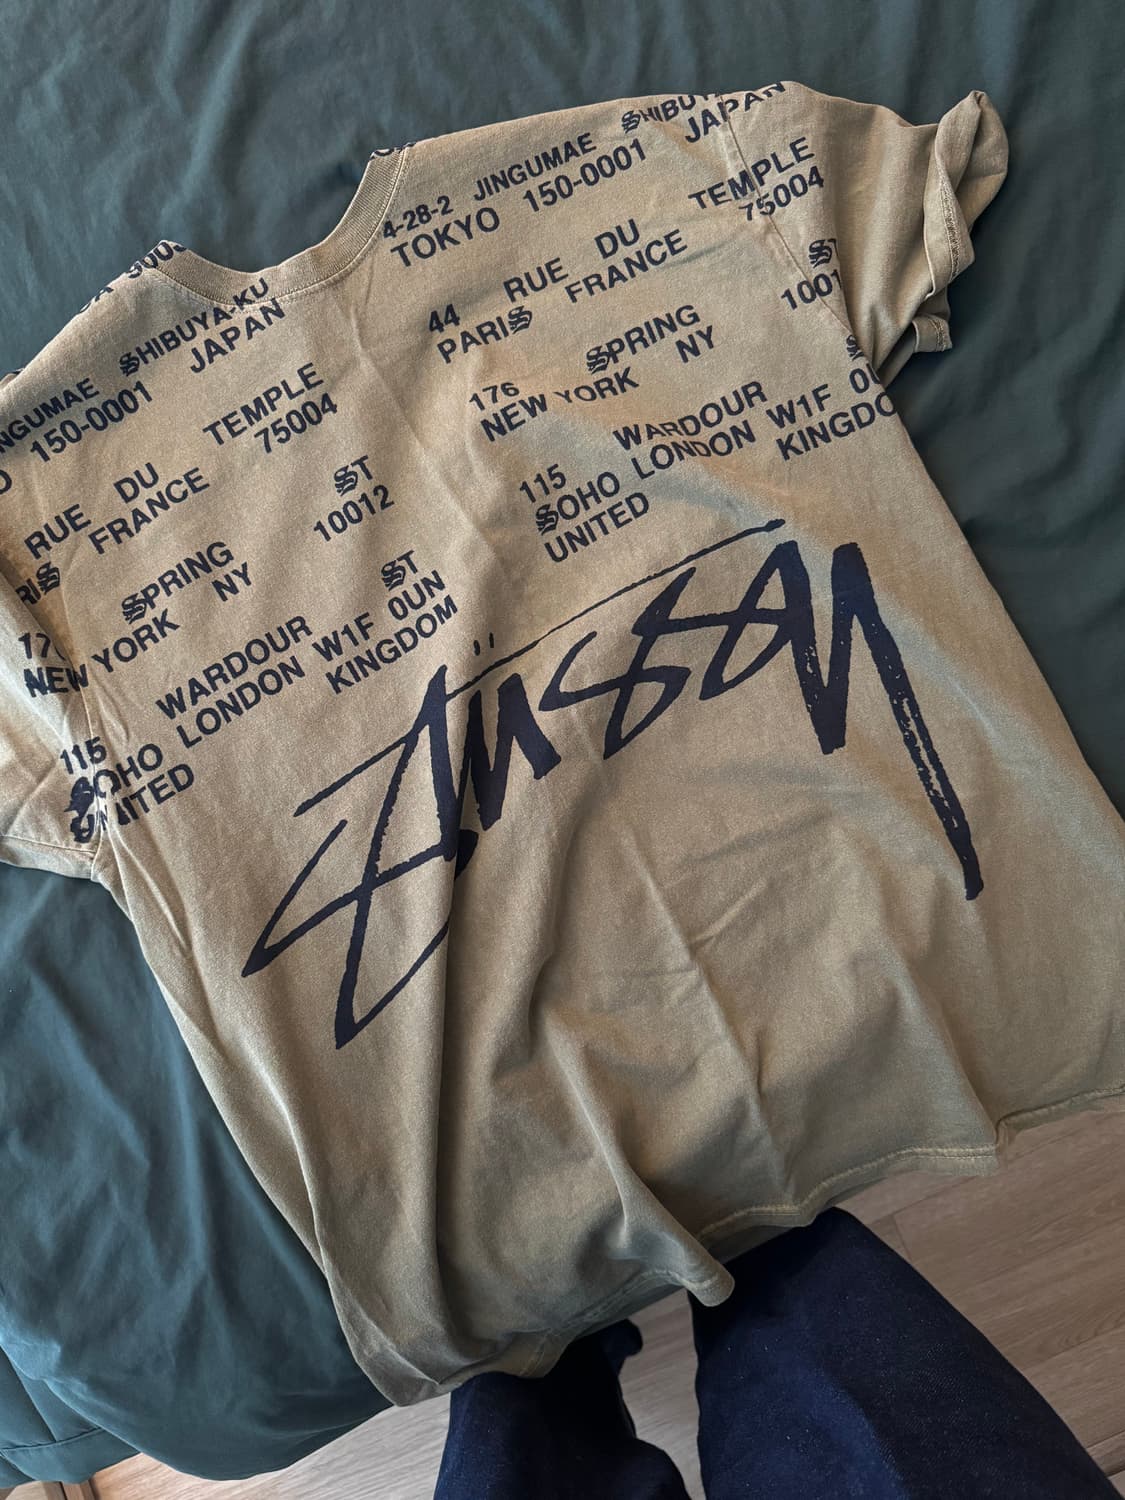 4-28-2 JINGUMAE SHIBUYA
TOKYO 150-0001 JAPAN
44 RUE DU TEMPLE
PARIS FRANCE 75004
176 SPRING ST
NEW YORK NY 1001
115 WARDOUR
SOHO LONDON W1F 0U
UNITED KINGDO
SHIBUYA-KU
150-0001 JAPAN
RUE DU TEMPLE
FRANCE 75004
SPRING ST
NEW YORK NY 10012
115 WARDOUR ST
SOHO LONDON W1F 0UN
UNITED KINGDOM
Stüssy